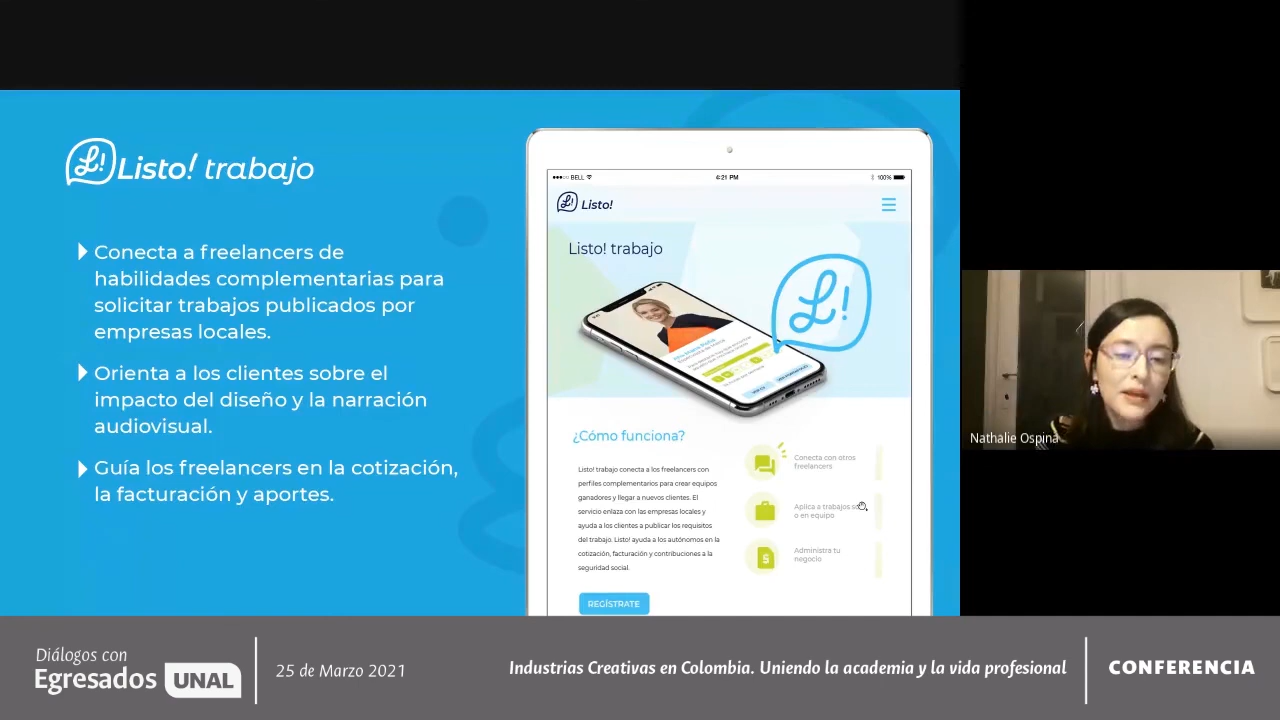 L! Listo! trabajo
Conecta a freelancers de
habilidades complementarias para
solicitar trabajos publicados por
empresas locales.
Orienta a los clientes sobre el
impacto del diseño y la narración
audiovisual.
Guía los freelancers en la cotización,
la facturación y aportes.
BELL
4:21 PM
100%
L! Listo!
Listo! trabajo
L!
¿Cómo funciona?
Listo! trabajo conecta a los freelancers con
perfiles complementarios para crear equipos
ganadores y llegar a nuevos clientes. El
servicio enlaza con las empresas locales y
ayuda a los clientes a publicar los requisitos
del trabajo. Listo! ayuda a los autónomos en la
cotización, facturación y contribuciones a la
seguridad social.
Conecta con otros
freelancers
Aplica a trabajos
o en equipo
Administra tu
negocio
REGÍSTRATE
Nathalie Ospina
Diálogos con
Egresados UNAL
25 de Marzo 2021
Industrias Creativas en Colombia. Uniendo la academia y la vida profesional
CONFERENCIA